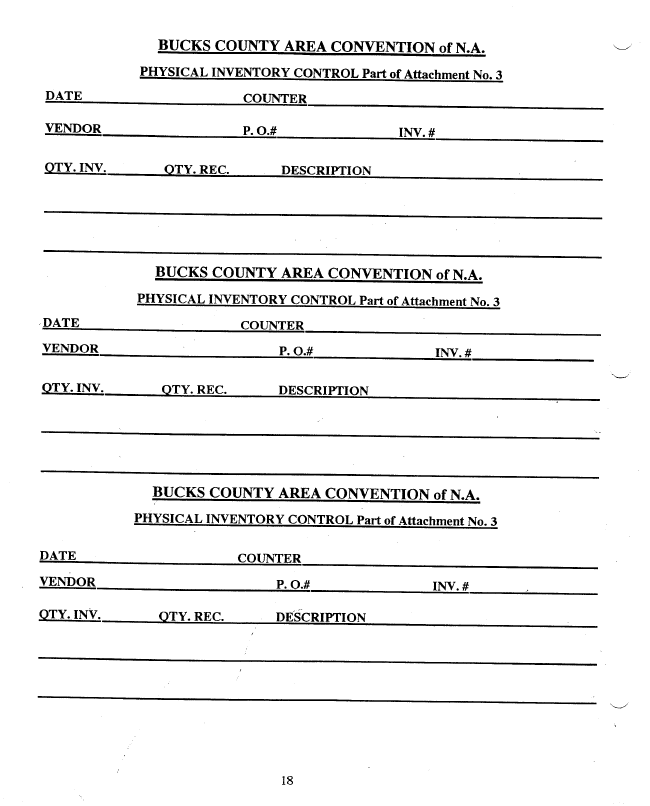 BUCKS COUNTY AREA CONVENTION of N.A.
PHYSICAL INVENTORY CONTROL Part of Attachment No. 3
DATE COUNTER
VENDOR P. O.# INV. #
QTY. INV. QTY. REC. DESCRIPTION
BUCKS COUNTY AREA CONVENTION of N.A.
PHYSICAL INVENTORY CONTROL Part of Attachment No. 3
DATE COUNTER
VENDOR P. O.# INV. #
QTY. INV. QTY. REC. DESCRIPTION
BUCKS COUNTY AREA CONVENTION of N.A.
PHYSICAL INVENTORY CONTROL Part of Attachment No. 3
DATE COUNTER
VENDOR P. O.# INV. #
QTY. INV. QTY. REC. DESCRIPTION
18